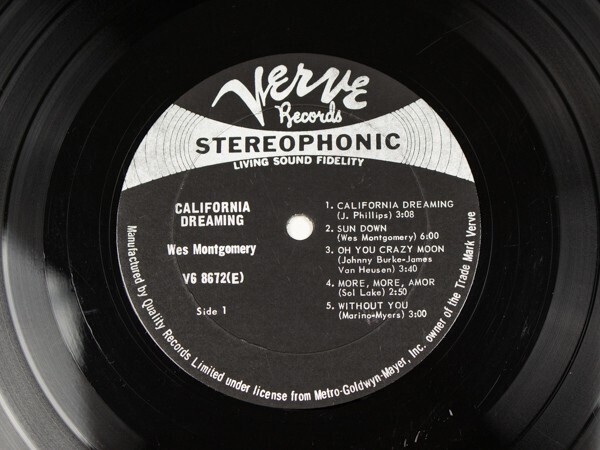 Verve
Records
STEREOPHONIC
LIVING SOUND FIDELITY
CALIFORNIA
DREAMING
Wes Montgomery
V6 8672(E)
Side 1
1. CALIFORNIA DREAMING
(J. Phillips) 3:08
2. SUN DOWN
(Wes Montgomery) 6:00
3. OH YOU CRAZY MOON
(Johnny Burke-James
Van Heusen) 3:40
4. MORE, MORE, AMOR
(Sol Lake) 2:50
5. WITHOUT YOU
(Marino-Myers) 3:00
Manufactured by Quality Records Limited under license from Metro-Goldwyn-Mayer, Inc. owner of the Trade Mark Verve